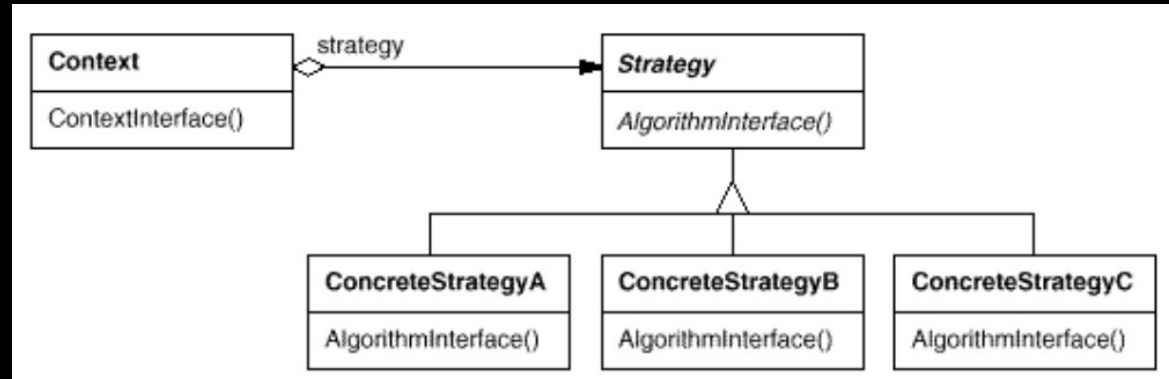 Context
ContextInterface()
strategy
Strategy
AlgorithmInterface()
ConcreteStrategyA
AlgorithmInterface()
ConcreteStrategyB
AlgorithmInterface()
ConcreteStrategyC
AlgorithmInterface()